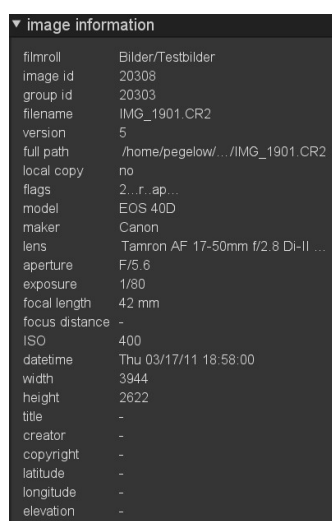 ▼ image information
filmroll Bilder/Testbilder
image id 20308
group id 20303
filename IMG_1901.CR2
version 5
full path /home/pegelow/.../IMG_1901.CR2
local copy no
flags 2...r..ap...
model EOS 40D
maker Canon
lens Tamron AF 17-50mm f/2.8 Di-II ...
aperture F/5.6
exposure 1/80
focal length 42 mm
focus distance -
ISO 400
datetime Thu 03/17/11 18:58:00
width 3944
height 2622
title -
creator -
copyright -
latitude -
longitude -
elevation -